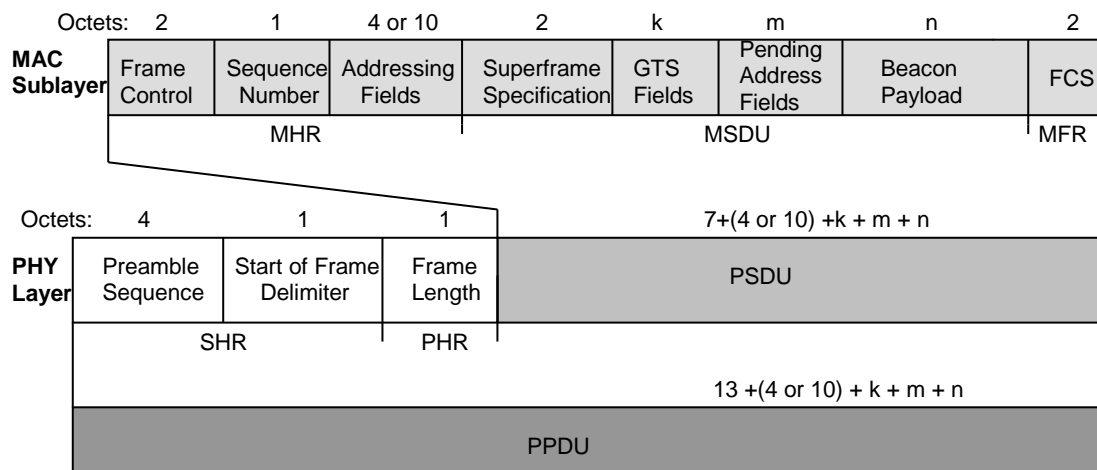 Octets: 2 1 4 or 10 2 k m n 2
MAC
Sublayer
Frame
Control
Sequence
Number
Addressing
Fields
Superframe
Specification
GTS
Fields
Pending
Address
Fields
Beacon
Payload
FCS
MHR MSDU MFR
Octets: 4 1 1 7+(4 or 10) +k + m + n
PHY
Layer
Preamble
Sequence
Start of Frame
Delimiter
Frame
Length
PSDU
SHR PHR
13 +(4 or 10) + k + m + n
PPDU